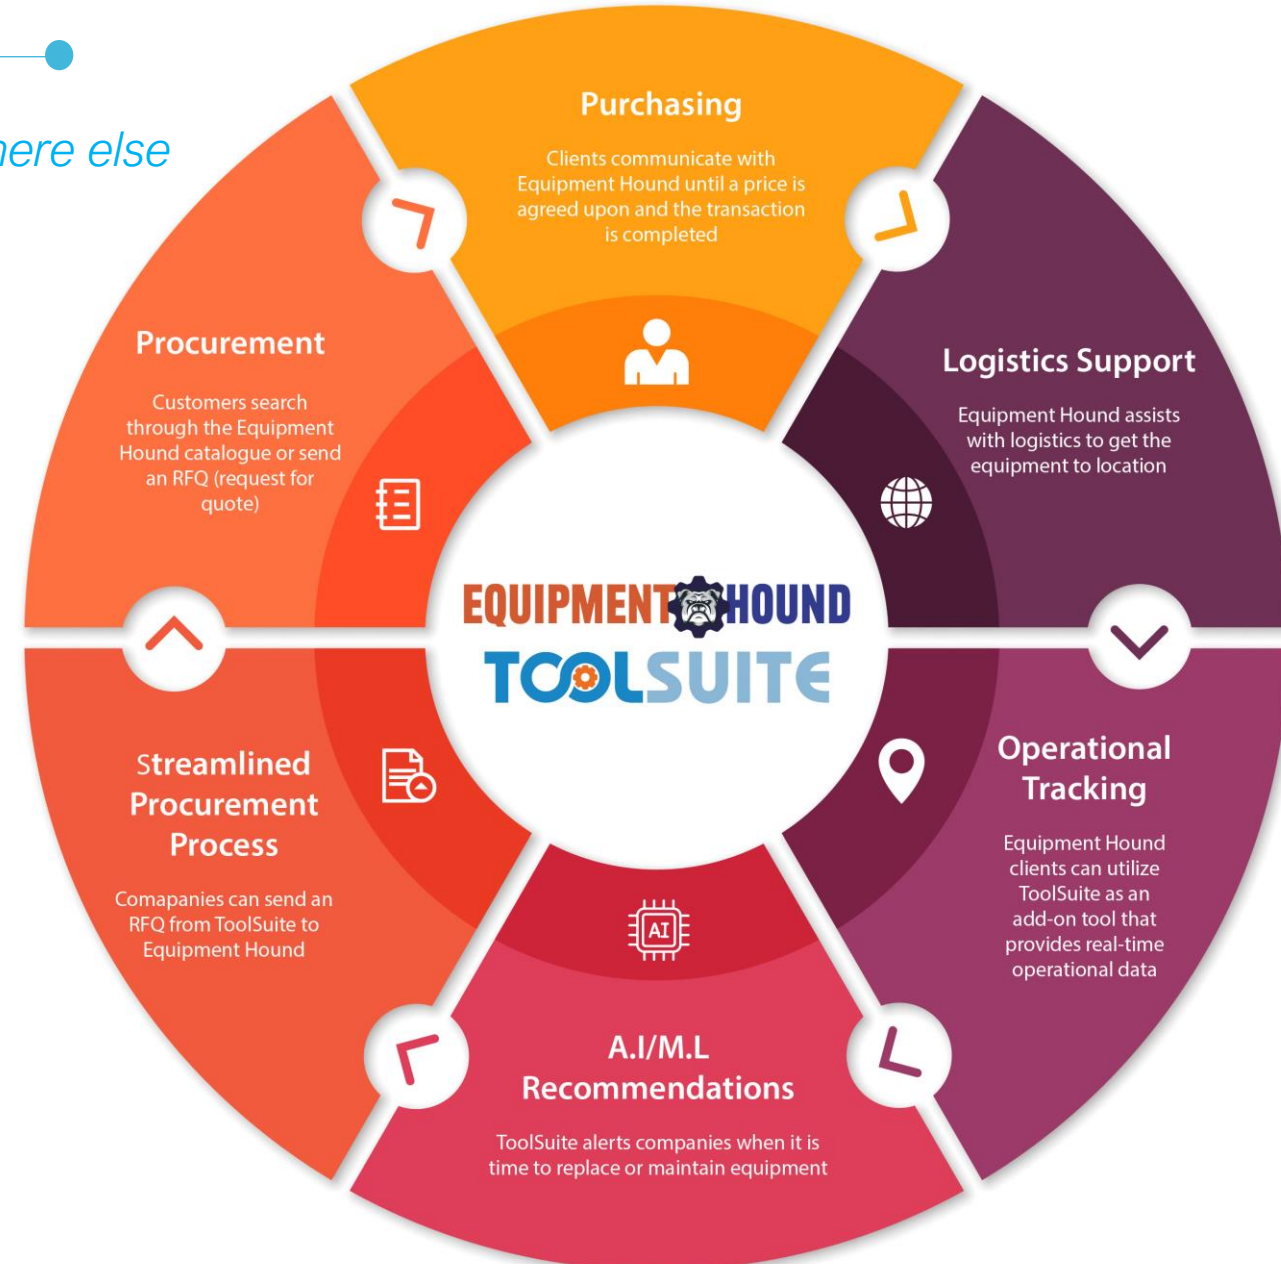 else
Purchasing
Clients communicate with
Equipment Hound until a price is
agreed upon and the transaction
is completed
Logistics Support
Equipment Hound assists
with logistics to get the
equipment to location
Operational
Tracking
Equipment Hound
clients can utilize
ToolSuite as an
add-on tool that
provides real-time
operational data
A.I/M.L
Recommendations
ToolSuite alerts companies when it is
time to replace or maintain equipment
Streamlined
Procurement
Process
Comapanies can send an
RFQ from ToolSuite to
Equipment Hound
Procurement
Customers search
through the Equipment
Hound catalogue or send
an RFQ (request for
quote)
EQUIPMENT HOUND
TOOLSUITE
AI